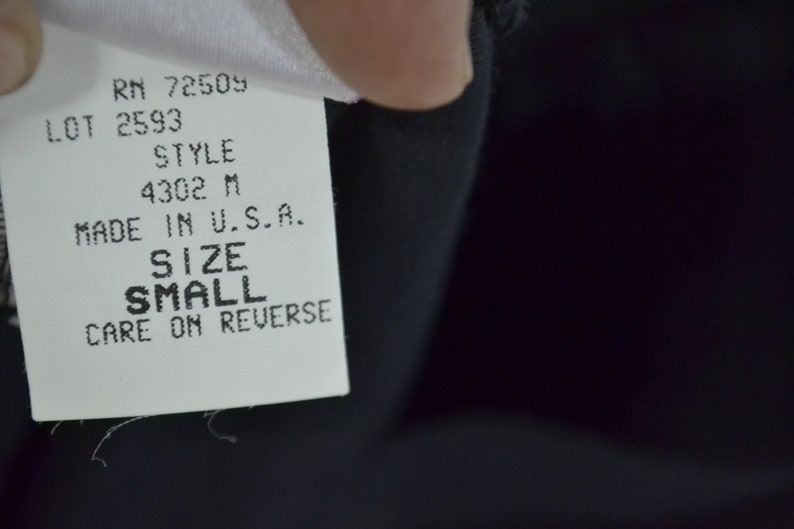 RN 72509
LOT 2593
STYLE
4302 M
MADE IN U.S.A.
SIZE
SMALL
CARE ON REVERSE